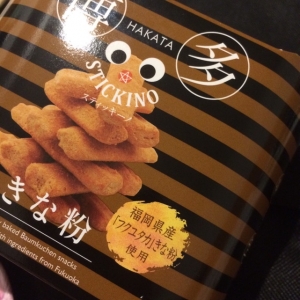 博
HAKATA
多
STICKINO
スティッキーノ
きな粉
福岡県産
「フクユタカ」きな粉
使用
baked Baumkuchen snacks
ingredients from Fukuoka